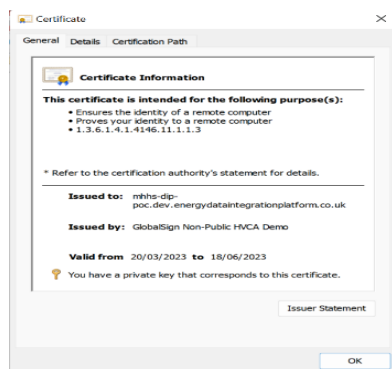 Certificate
General Details Certification Path
Certificate Information
This certificate is intended for the following purpose(s):
• Ensures the identity of a remote computer
• Proves your identity to a remote computer
• 1.3.6.1.4.1.4146.11.1.1.3
* Refer to the certification authority's statement for details.
Issued to: mhhs-dip-
poc.dev.energydataintegrationplatform.co.uk
Issued by: GlobalSign Non-Public HVCA Demo
Valid from 20/03/2023 to 18/06/2023
You have a private key that corresponds to this certificate.
Issuer Statement
OK